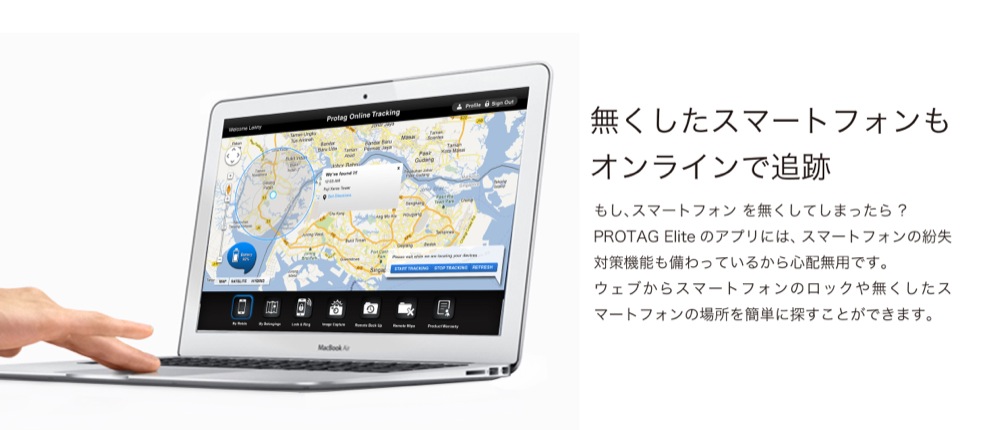 Welcome Lenny
Protag Online Tracking
Profile
Sign Out
We've found it!
Battery
Please wait while we are locating your devices...
START TRACKING STOP TRACKING REFRESH
MAP SATELLITE HYBRID
My Mobile
My Belongings
Lock & Ring
Image Capture
Remote Back Up
Remote Wipe
Product Warranty
MacBook Air
Pasir
Gudang
無くしたスマートフォンも
オンラインで追跡
もし、スマートフォン を無くしてしまったら ?
PROTAG Elite のアプリには、スマートフォンの紛失
対策機能も備わっているから心配無用です。
ウェブからスマートフォンのロックや無くしたス
マートフォンの場所を簡単に探すことができます。